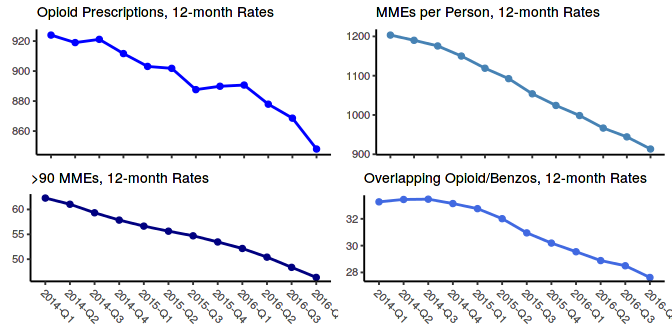 Opioid Prescriptions, 12-month Rates
920
900
880
860
MMEs per Person, 12-month Rates
1200
1100
1000
900
>90 MMEs, 12-month Rates
60
55
50
2014-Q1
2014-Q2
2014-Q3
2014-Q4
2015-Q1
2015-Q2
2015-Q3
2015-Q4
2016-Q1
2016-Q2
2016-Q3
2016-
Overlapping Opioid/Benzos, 12-month Rates
32
30
28
2014-Q1
2014-Q2
2014-Q3
2014-Q4
2015-Q1
2015-Q2
2015-Q3
2015-Q4
2016-Q1
2016-Q2
2016-Q3
2016-